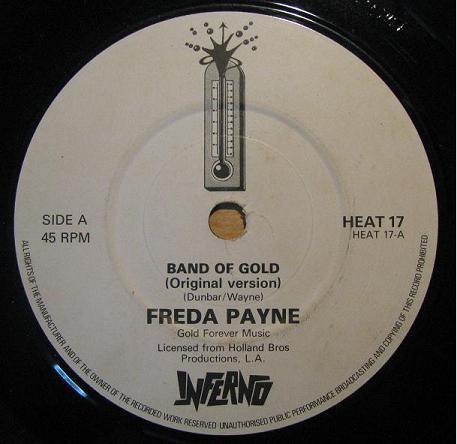 SIDE A
45 RPM
HEAT 17
HEAT 17-A
BAND OF GOLD
(Original version)
(Dunbar/Wayne)
FREDA PAYNE
Gold Forever Music
Licensed from Holland Bros
Productions, L.A.
INFERNO
ALL RIGHTS OF THE MANUFACTURER AND OF THE OWNER OF THE RECORDED WORK RESERVED UNAUTHORISED PUBLIC PERFORMANCE BROADCASTING AND COPYING OF THIS RECORD PROHIBITED